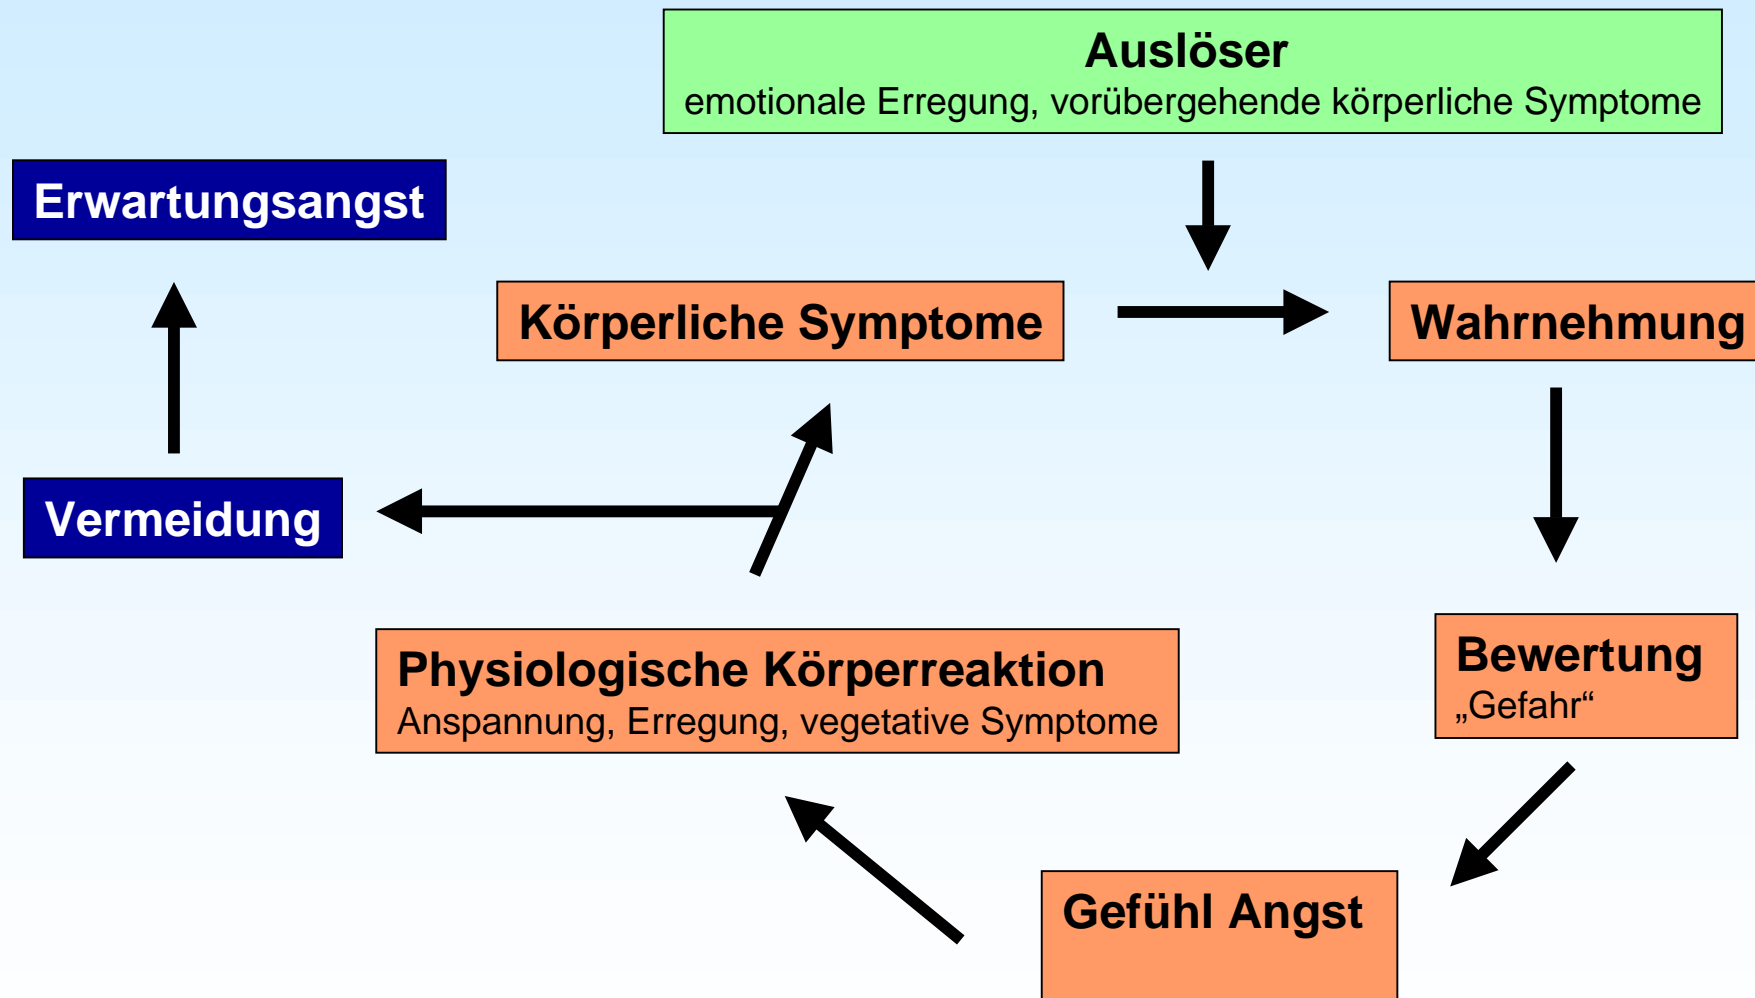 Auslöser
emotionale Erregung, vorübergehende körperliche Symptome
Erwartungsangst
Körperliche Symptome
Wahrnehmung
Vermeidung
Physiologische Körperreaktion
Anspannung, Erregung, vegetative Symptome
Bewertung
„Gefahr“
Gefühl Angst